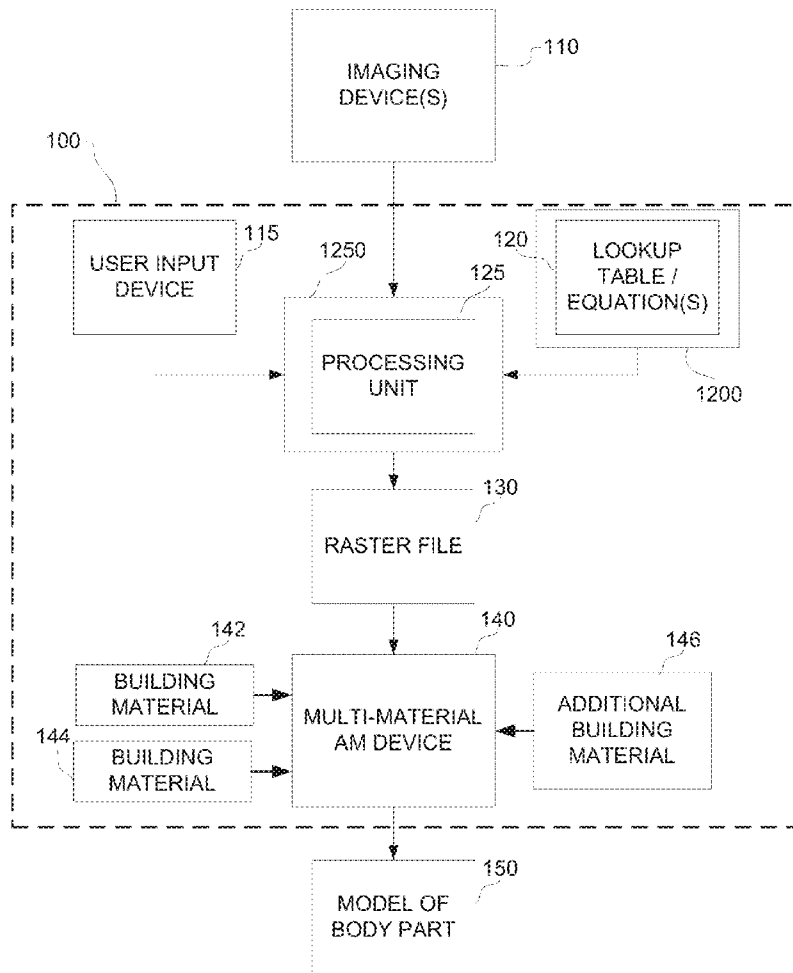 IMAGING
DEVICE(S)
110
100
USER INPUT
DEVICE
115
1250
125
PROCESSING
UNIT
120
LOOKUP
TABLE /
EQUATION(S)
1200
130
RASTER FILE
142
BUILDING
MATERIAL
144
BUILDING
MATERIAL
140
MULTI-MATERIAL
AM DEVICE
146
ADDITIONAL
BUILDING
MATERIAL
150
MODEL OF
BODY PART